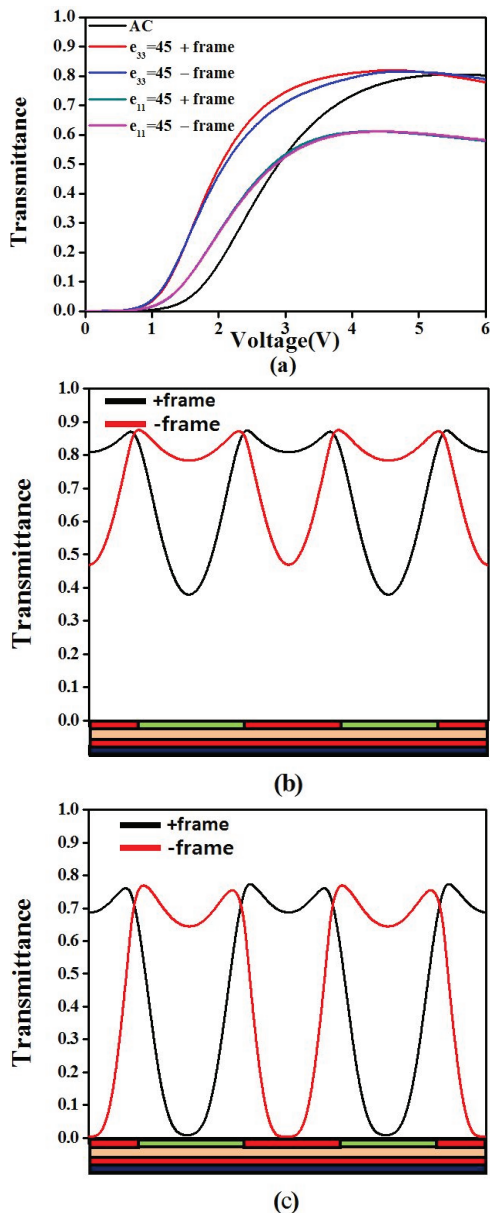 1.0
0.9
0.8
0.7
0.6
0.5
0.4
0.3
0.2
0.1
0.0
Transmittance
AC
e33=45 + frame
e33=45 − frame
e11=45 + frame
e11=45 − frame
0 1 2 3 4 5 6
Voltage(V)
(a)
1.0
0.9
0.8
0.7
0.6
0.5
0.4
0.3
0.2
0.1
0.0
Transmittance
+frame
-frame
(b)
1.0
0.9
0.8
0.7
0.6
0.5
0.4
0.3
0.2
0.1
0.0
Transmittance
+frame
-frame
(c)